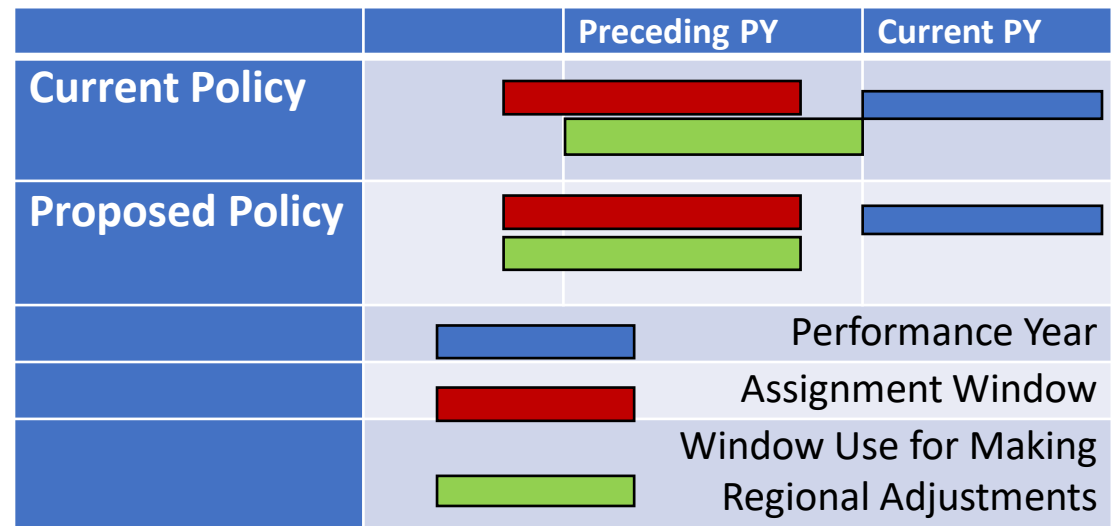 Preceding PY
Current PY
Current Policy
Proposed Policy
Performance Year
Assignment Window
Window Use for Making
Regional Adjustments